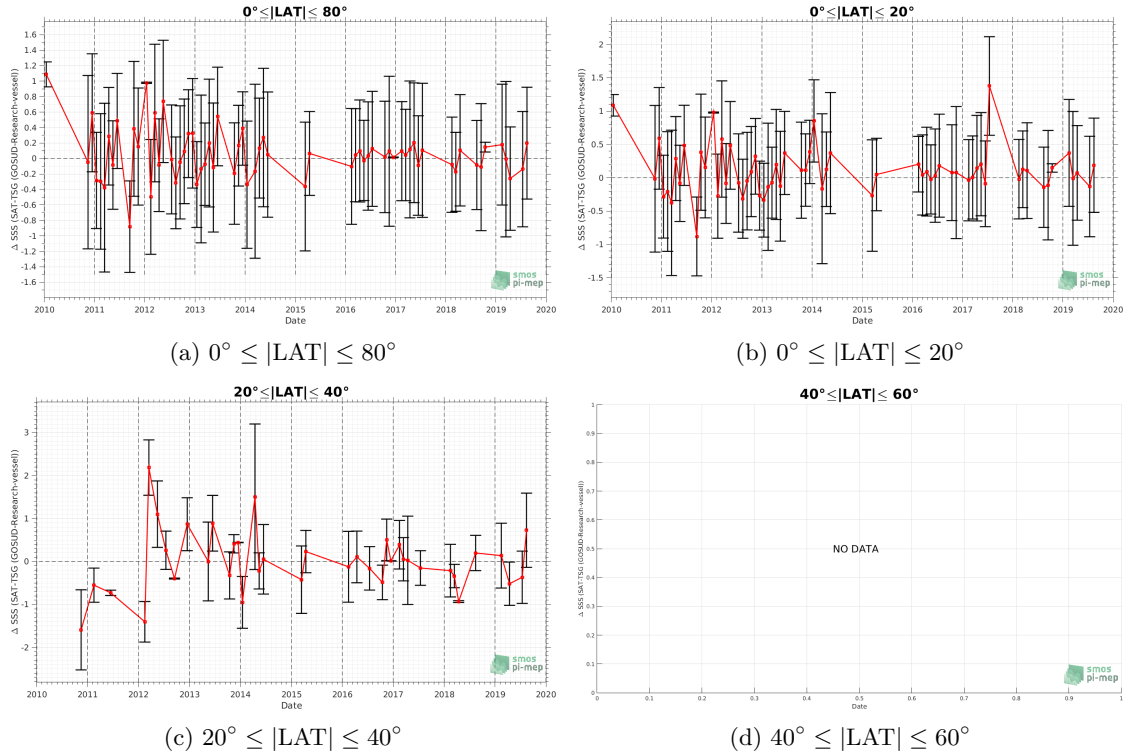 0°≤|LAT|≤ 80°
Δ SSS (SAT-TSG (GOSUD-Research-vessel))
1.6
1.4
1.2
1
0.8
0.6
0.4
0.2
0
-0.2
-0.4
-0.6
-0.8
-1
-1.2
-1.4
-1.6
2010 2011 2012 2013 2014 2015 2016 2017 2018 2019 2020
Date
smos
pi-mep
(a) 0° ≤ |LAT| ≤ 80°
0°≤|LAT|≤ 20°
Δ SSS (SAT-TSG (GOSUD-Research-vessel))
2
1.5
1
0.5
0
-0.5
-1
-1.5
2010 2011 2012 2013 2014 2015 2016 2017 2018 2019 2020
Date
smos
pi-mep
(b) 0° ≤ |LAT| ≤ 20°
20°≤|LAT|≤ 40°
Δ SSS (SAT-TSG (GOSUD-Research-vessel))
3
2
1
0
-1
-2
2010 2011 2012 2013 2014 2015 2016 2017 2018 2019 2020
Date
smos
pi-mep
(c) 20° ≤ |LAT| ≤ 40°
40°≤|LAT|≤ 60°
Δ SSS (SAT-TSG (GOSUD-Research-vessel))
1
0.9
0.8
0.7
0.6
0.5
0.4
0.3
0.2
0.1
0
NO DATA
0 0.1 0.2 0.3 0.4 0.5 0.6 0.7 0.8 0.9 1
Date
smos
pi-mep
(d) 40° ≤ |LAT| ≤ 60°